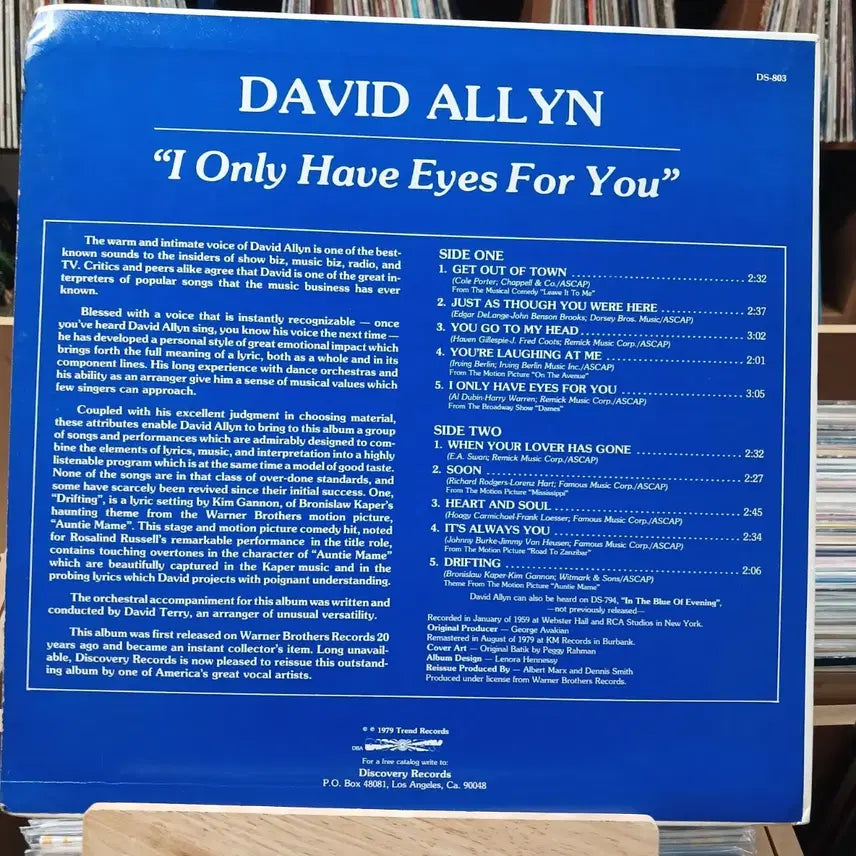 DS-803
DAVID ALLYN
“I Only Have Eyes For You”
The warm and intimate voice of David Allyn is one of the best-
known sounds to the insiders of show biz, music biz, radio, and
TV. Critics and peers alike agree that David is one of the great in-
terpreters of popular songs that the music business has ever
known.
Blessed with a voice that is instantly recognizable — once
you've heard David Allyn sing, you know his voice the next time —
he has developed a personal style of great emotional impact which
brings forth the full meaning of a lyric, both as a whole and in its
component lines. His long experience with dance orchestras and
his ability as an arranger give him a sense of musical values which
few singers can approach.
Coupled with his excellent judgment in choosing material,
these attributes enable David Allyn to bring to this album a group
of songs and performances which are admirably designed to com-
bine the elements of lyrics, music, and interpretation into a highly
listenable program which is at the same time a model of good taste.
None of the songs are in that class of over-done standards, and
some have scarcely been revived since their initial success. One,
“Drifting”, is a lyric setting by Kim Gannon, of Bronislaw Kaper's
haunting theme from the Warner Brothers motion picture,
“Auntie Mame”. This stage and motion picture comedy hit, noted
for Rosalind Russell's remarkable performance in the title role,
contains touching overtones in the character of “Auntie Mame”
which are beautifully captured in the Kaper music and in the
probing lyrics which David projects with poignant understanding.
The orchestral accompaniment for this album was written and
conducted by David Terry, an arranger of unusual versatility.
This album was first released on Warner Brothers Records 20
years ago and became an instant collector's item. Long unavail-
able, Discovery Records is now pleased to reissue this outstand-
ing album by one of America's great vocal artists.
SIDE ONE
1. GET OUT OF TOWN ........ 2:32
(Cole Porter; Chappell & Co./ASCAP)
From The Musical Comedy “Leave It To Me”
2. JUST AS THOUGH YOU WERE HERE ........ 2:37
(Edgar DeLange-John Benson Brooks; Dorsey Bros. Music/ASCAP)
3. YOU GO TO MY HEAD ........ 3:02
(Haven Gillespie-J. Fred Coots; Remick Music Corp./ASCAP)
4. YOU'RE LAUGHING AT ME ........ 2:01
(Irving Berlin; Irving Berlin Music Inc./ASCAP)
From The Motion Picture “On The Avenue”
5. I ONLY HAVE EYES FOR YOU ........ 3:05
(Al Dubin-Harry Warren; Remick Music Corp./ASCAP)
From The Broadway Show “Dames”
SIDE TWO
1. WHEN YOUR LOVER HAS GONE ........ 2:32
(E.A. Swan; Remick Music Corp./ASCAP)
2. SOON ........ 2:27
(Richard Rodgers-Lorenz Hart; Famous Music Corp./ASCAP)
From The Motion Picture “Mississippi”
3. HEART AND SOUL ........ 2:45
(Hoagy Carmichael-Frank Loesser; Famous Music Corp./ASCAP)
4. IT'S ALWAYS YOU ........ 2:34
(Johnny Burke-Jimmy Van Heusen; Famous Music Corp./ASCAP)
From The Motion Picture “Road To Zanzibar”
5. DRIFTING ........ 2:06
(Bronislau Kaper-Kim Gannon; Witmark & Sons/ASCAP)
Theme From The Motion Picture “Auntie Mame”
David Allyn can also be heard on DS-794, “In The Blue Of Evening”,
—not previously released—
Recorded in January of 1959 at Webster Hall and RCA Studios in New York.
Original Producer — George Avakian
Remastered in August of 1979 at KM Records in Burbank.
Cover Art — Original Batik by Peggy Rahman
Album Design — Lenora Hennessy
Reissue Produced By — Albert Marx and Dennis Smith
Produced under license from Warner Brothers Records.
© ℗ 1979 Trend Records
DBA
For a free catalog write to:
Discovery Records
P.O. Box 48081, Los Angeles, Ca. 90048